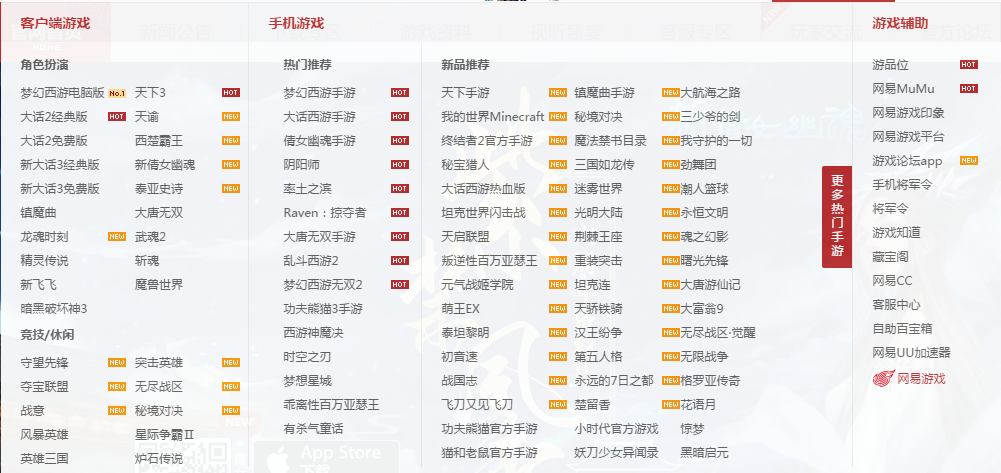 客户端游戏
角色扮演
梦幻西游电脑版 No.1 天下3 HOT
大话2经典版 HOT 天谕 NEW
大话2免费版 西楚霸王 NEW
新大话3经典版 新倩女幽魂 NEW
新大话3免费版 泰亚史诗 NEW
镇魔曲 大唐无双
龙魂时刻 NEW 武魂2
精灵传说 斩魂
新飞飞 魔兽世界
暗黑破坏神3
竞技/休闲
守望先锋 NEW 突击英雄 NEW
夺宝联盟 NEW 无尽战区 NEW
战意 NEW 秘境对决 NEW
风暴英雄 星际争霸Ⅱ
英雄三国 炉石传说
手机游戏
热门推荐
梦幻西游手游 HOT
大话西游手游 HOT
倩女幽魂手游 HOT
阴阳师 HOT
率土之滨 HOT
Raven：掠夺者 HOT
大唐无双手游 HOT
乱斗西游2 HOT
梦幻西游无双2 HOT
功夫熊猫3手游
西游神魔决
时空之刃
梦想星城
乖离性百万亚瑟王
有杀气童话
新品推荐
天下手游 NEW 镇魔曲手游 NEW 大航海之路
我的世界Minecraft NEW 秘境对决 NEW 三少爷的剑
终结者2官方手游 NEW 魔法禁书目录 NEW 我守护的一切
秘宝猎人 NEW 三国如龙传 NEW 劲舞团
大话西游热血版 NEW 迷雾世界 NEW 潮人篮球
坦克世界闪击战 NEW 光明大陆 NEW 永恒文明
天启联盟 NEW 荆棘王座 NEW 魂之幻影
叛逆性百万亚瑟王 NEW 重装突击 NEW 曙光先锋
元气战姬学院 NEW 坦克连 NEW 大唐游仙记
萌王EX NEW 天骄铁骑 NEW 大富翁9
泰坦黎明 NEW 汉王纷争 NEW 无尽战区·觉醒
初音速 NEW 第五人格 NEW 无限战争
战国志 NEW 永远的7日之都 NEW 格罗亚传奇
飞刀又见飞刀 NEW 楚留香 NEW 花语月
功夫熊猫官方手游 小时代官方游戏 惊梦
猫和老鼠官方手游 妖刀少女异闻录 黑暗启元
更多热门手游
游戏辅助
游品位 HOT
网易MuMu HOT
网易游戏印象
网易游戏平台
游戏论坛app NEW
手机将军令
将军令
游戏知道
藏宝阁
网易CC
客服中心
自助百宝箱
网易UU加速器
网易游戏
App Store
下载